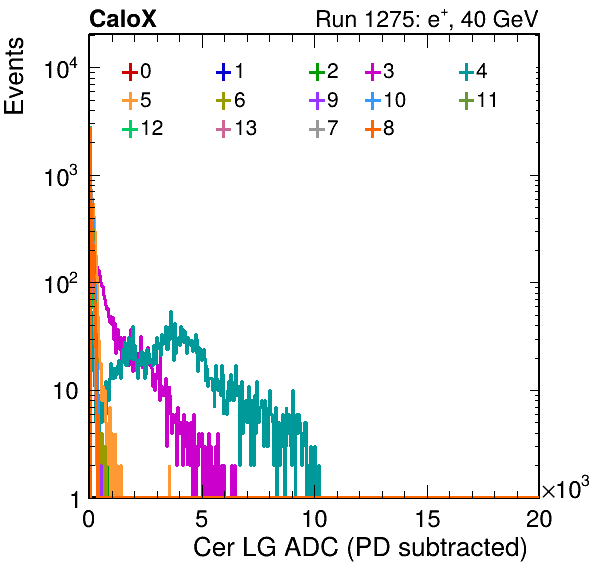 CaloX Run 1275: e⁺, 40 GeV
Events
10⁴
10³
10²
10
1
0 1 2 3 4
5 6 9 10 11
12 13 7 8
0 5 10 15 20
×10³
Cer LG ADC (PD subtracted)